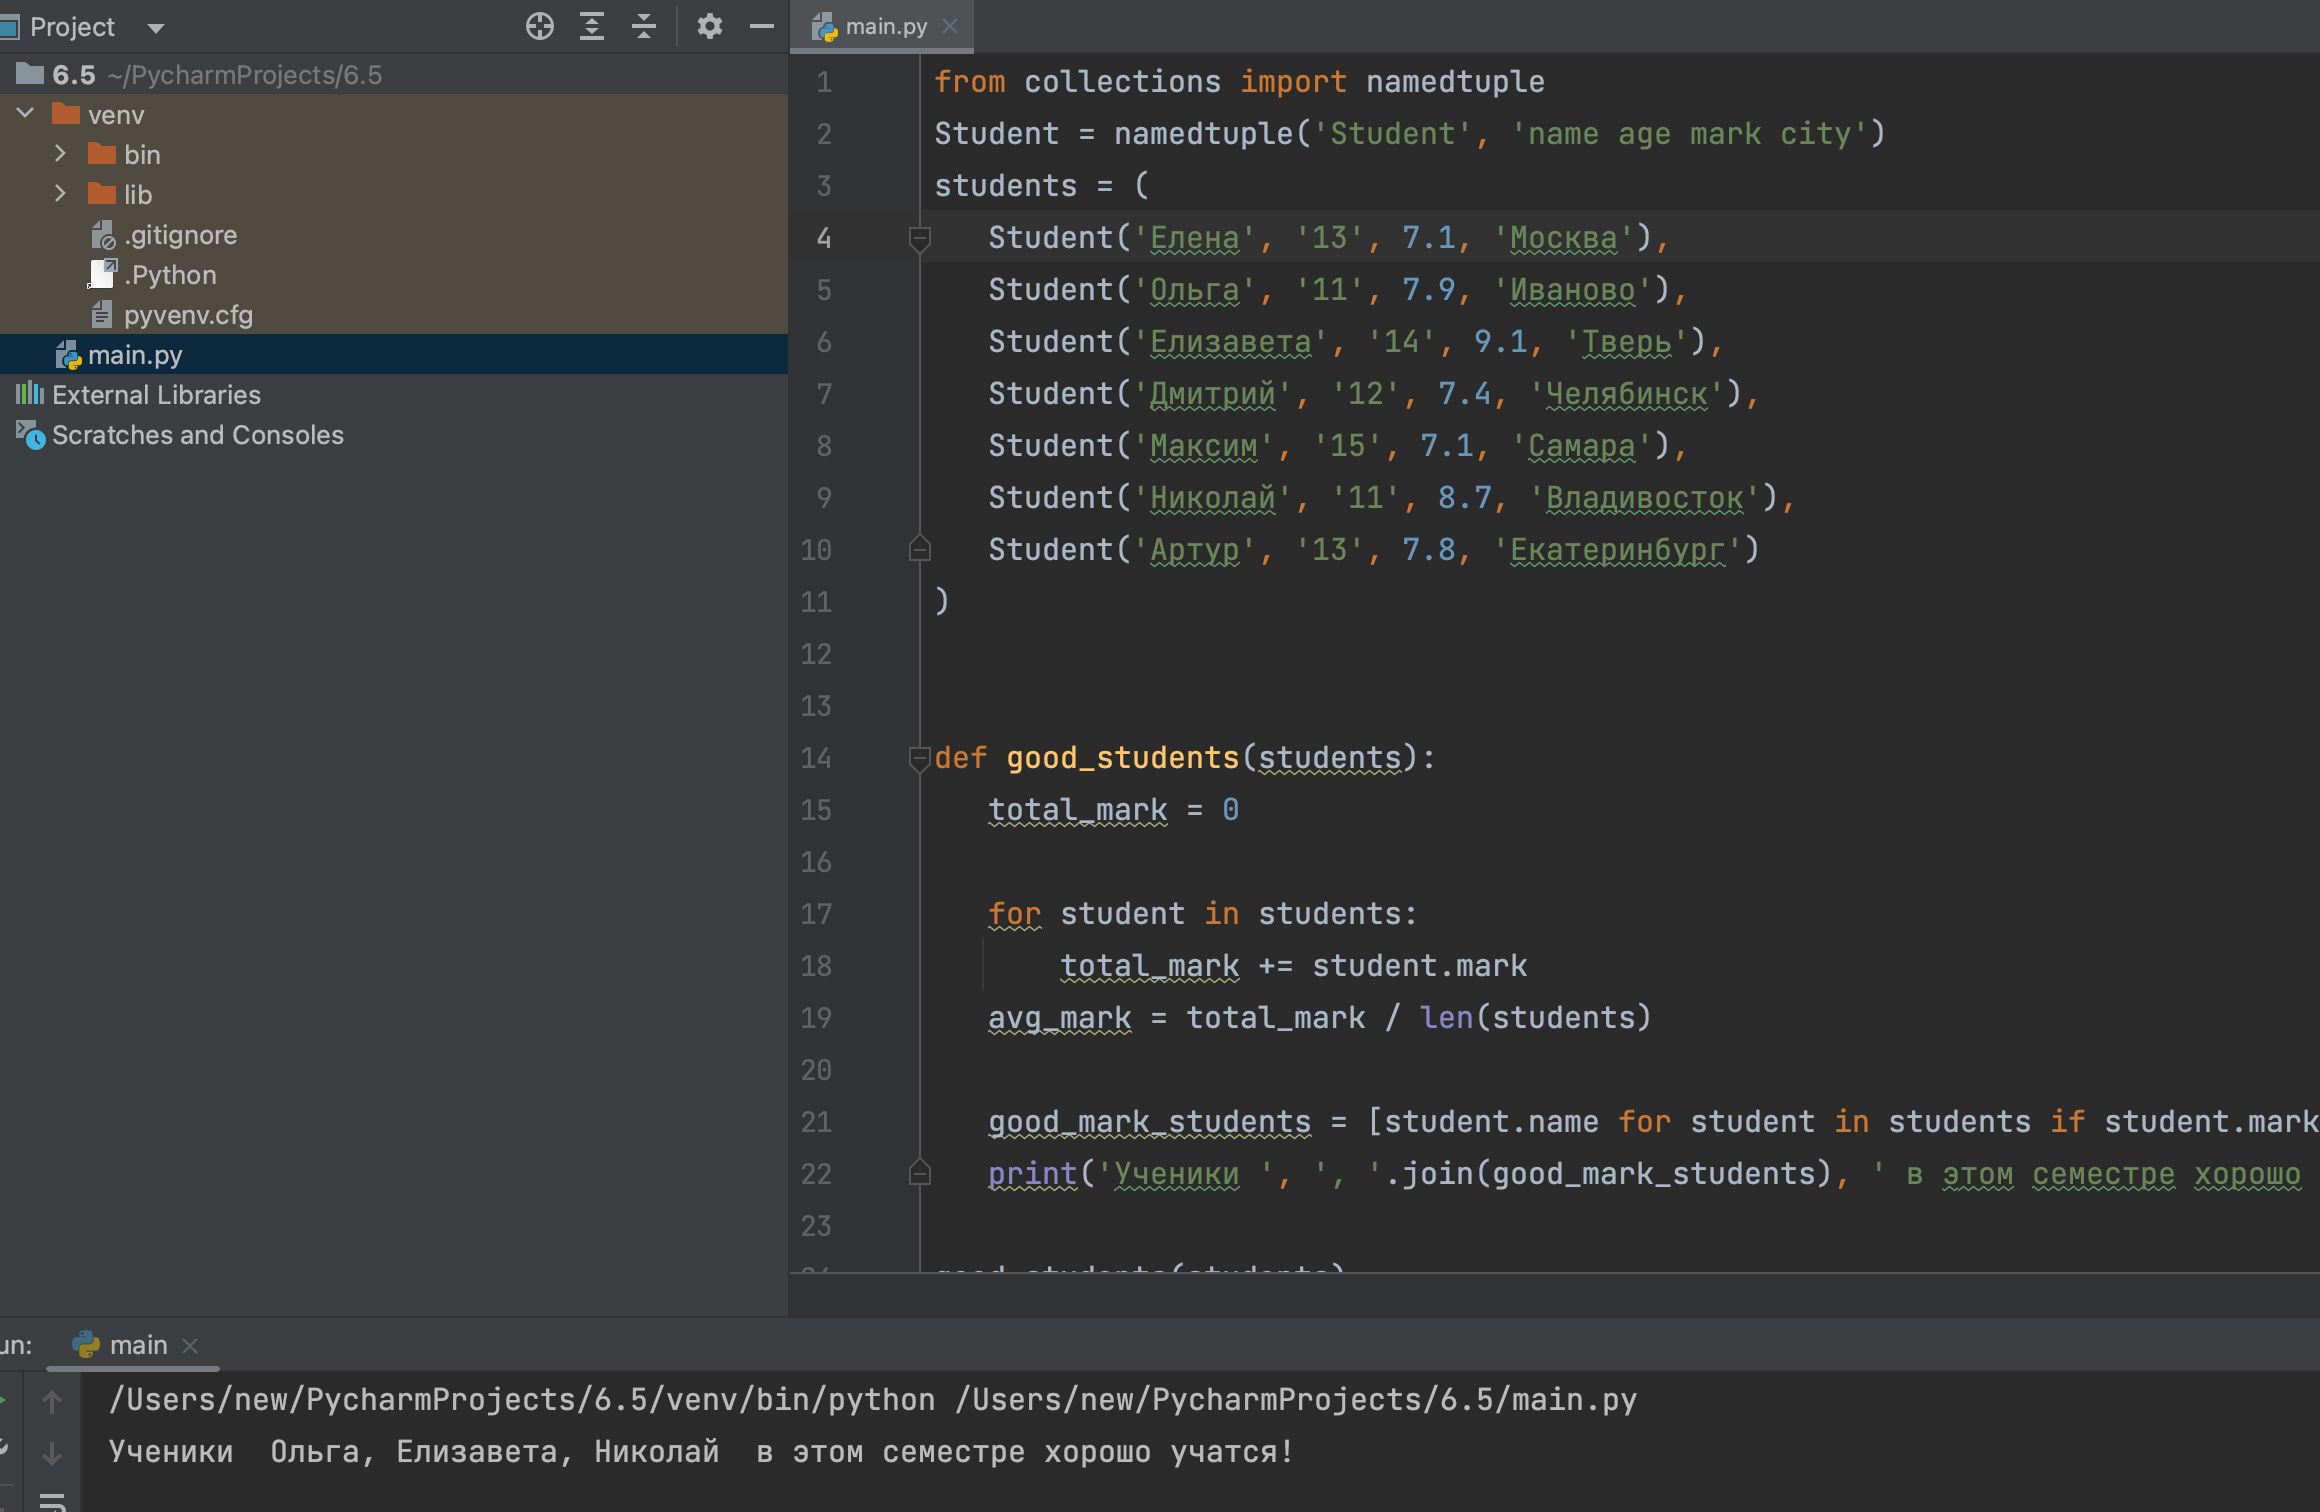 Project
6.5 ~/PycharmProjects/6.5
venv
bin
lib
.gitignore
.Python
pyvenv.cfg
main.py
External Libraries
Scratches and Consoles
main.py
1 from collections import namedtuple
2 Student = namedtuple('Student', 'name age mark city')
3 students = (
4 Student('Елена', '13', 7.1, 'Москва'),
5 Student('Ольга', '11', 7.9, 'Иваново'),
6 Student('Елизавета', '14', 9.1, 'Тверь'),
7 Student('Дмитрий', '12', 7.4, 'Челябинск'),
8 Student('Максим', '15', 7.1, 'Самара'),
9 Student('Николай', '11', 8.7, 'Владивосток'),
10 Student('Артур', '13', 7.8, 'Екатеринбург')
11 )
12
13
14 def good_students(students):
15 total_mark = 0
16
17 for student in students:
18 total_mark += student.mark
19 avg_mark = total_mark / len(students)
20
21 good_mark_students = [student.name for student in students if student.mark
22 print('Ученики ', ', '.join(good_mark_students), ' в этом семестре хорошо
23
good_students(students)
un: main
/Users/new/PycharmProjects/6.5/venv/bin/python /Users/new/PycharmProjects/6.5/main.py
Ученики  Ольга, Елизавета, Николай  в этом семестре хорошо учатся!